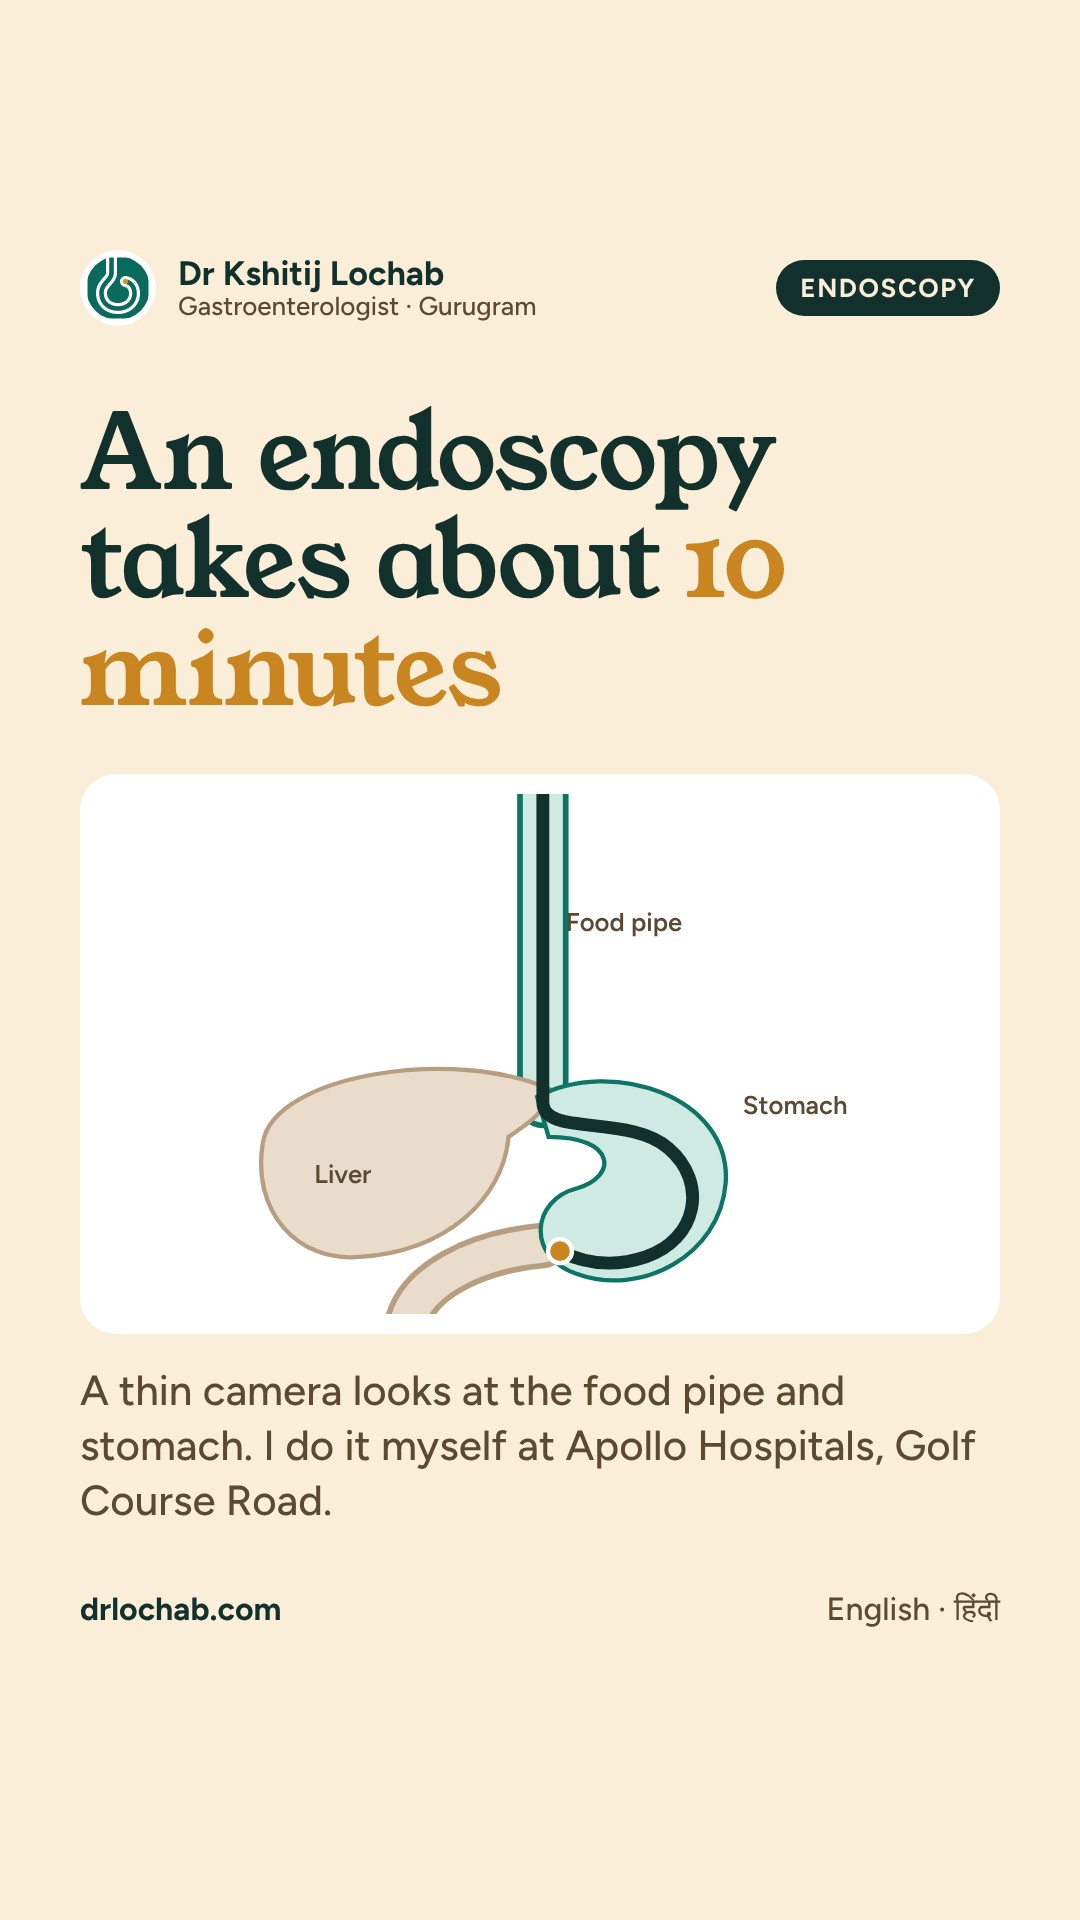 Dr Kshitij Lochab
Gastroenterologist · Gurugram
ENDOSCOPY
An endoscopy
takes about 10
minutes
Food pipe
Stomach
Liver
A thin camera looks at the food pipe and
stomach. I do it myself at Apollo Hospitals, Golf
Course Road.
drlochab.com
English · हिंदी